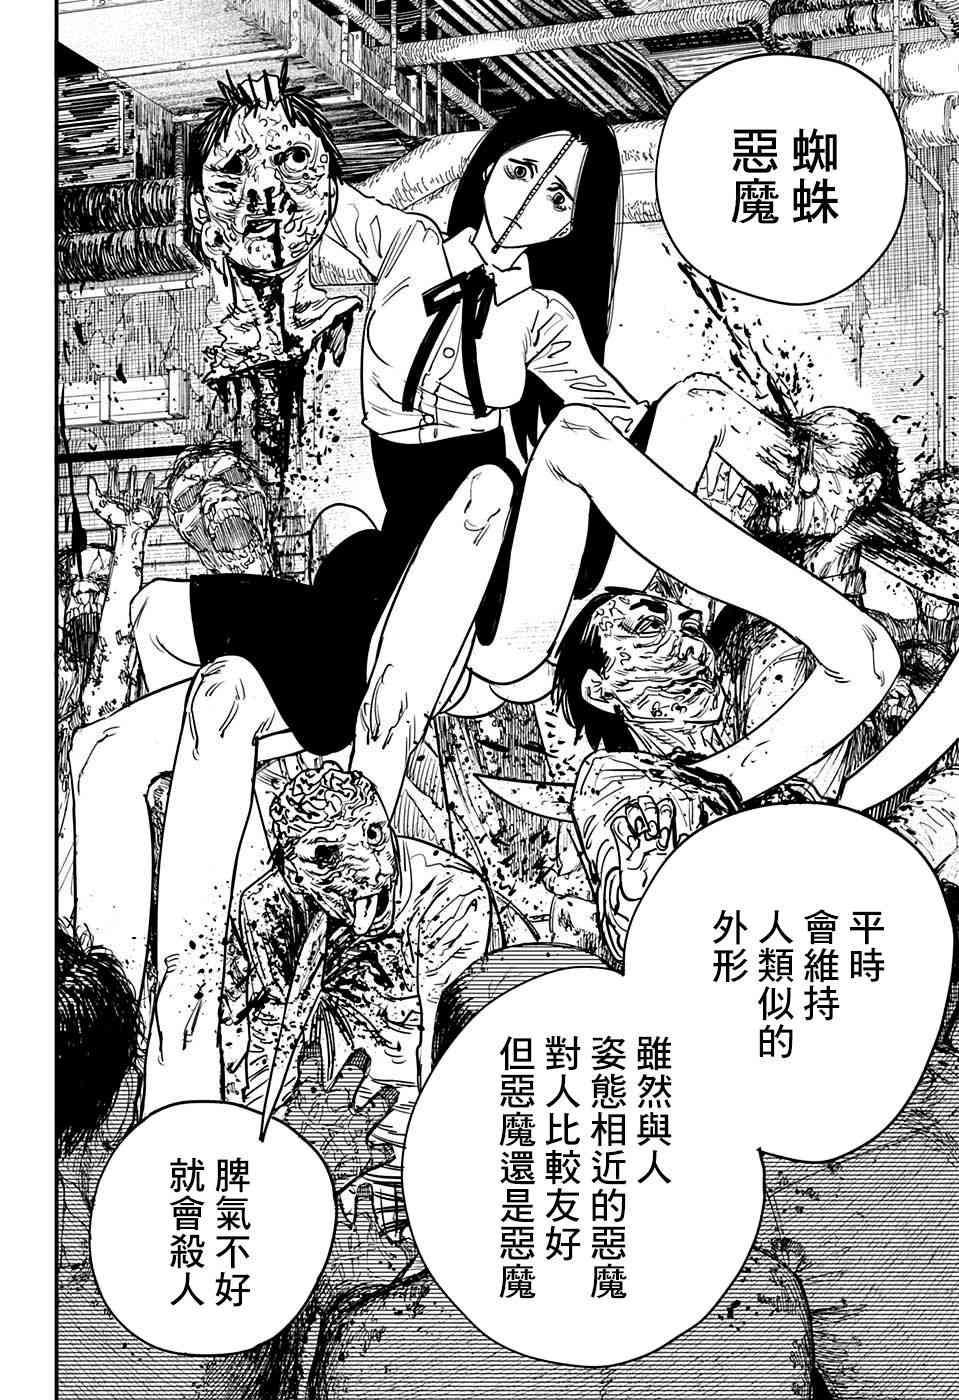 蜘蛛
惡魔
平時
會維持
人類似的
外形
雖然與人
姿態相近的惡魔
對人比較友好
但惡魔還是惡魔
脾氣不好
就會殺人